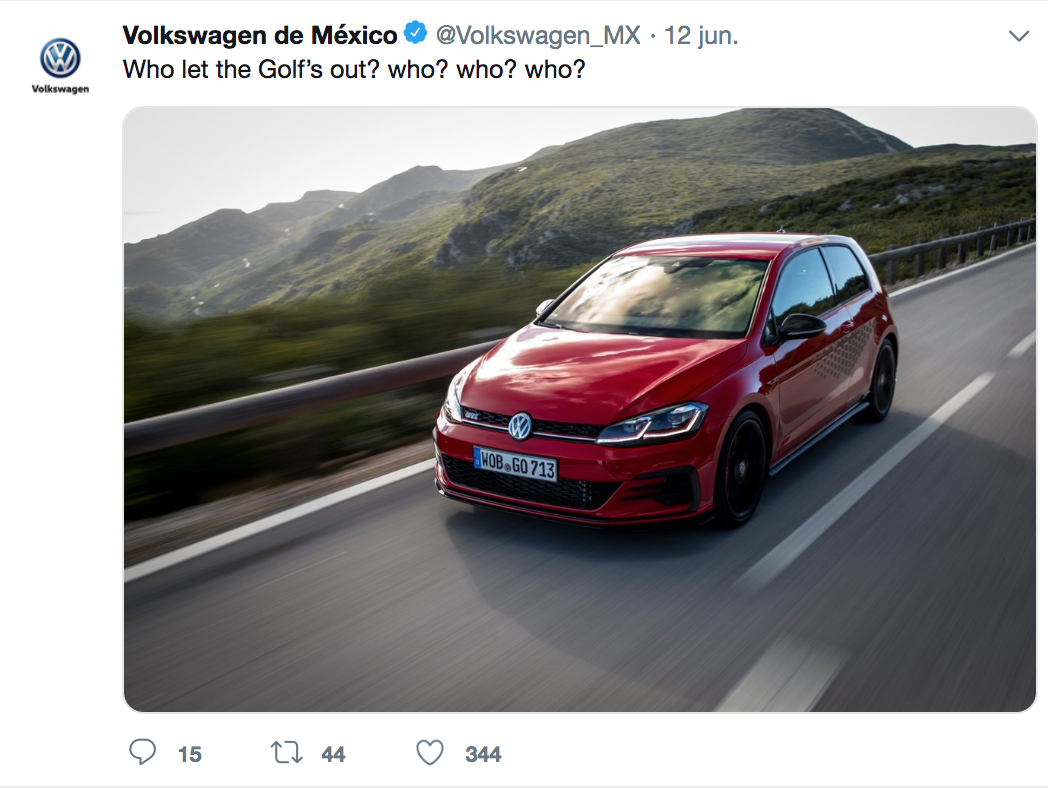 Volkswagen de México @Volkswagen_MX · 12 jun.
Volkswagen
Who let the Golf’s out? who? who? who?
GTI
WOB GO 713
15 44 344